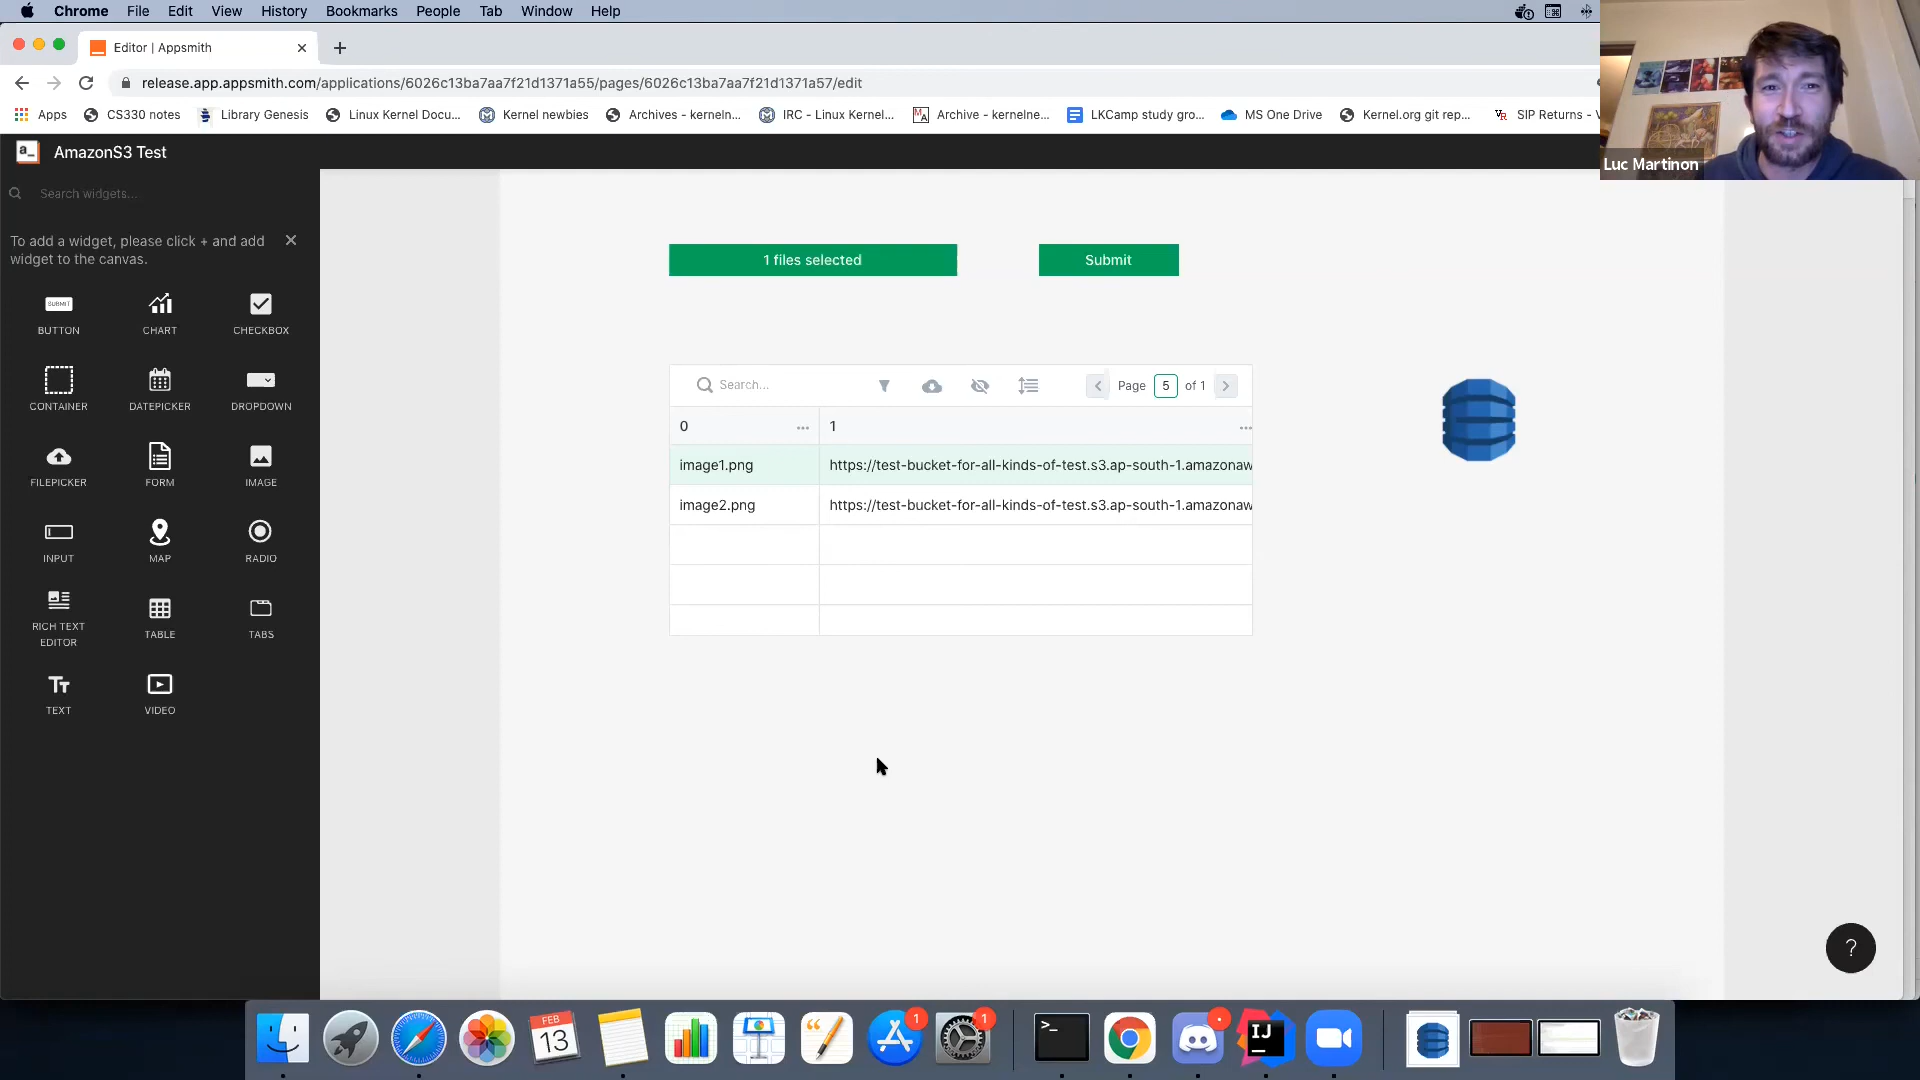 Chrome File Edit View History Bookmarks People Tab Window Help
Editor | Appsmith
release.app.appsmith.com/applications/6026c13ba7aa7f21d1371a55/pages/6026c13ba7aa7f21d1371a57/edit
Apps CS330 notes Library Genesis Linux Kernel Docu... Kernel newbies Archives - kerneln... IRC - Linux Kernel... Archive - kernelne... LKCamp study gro... MS One Drive Kernel.org git rep... SIP Returns - V
Luc Martinon
a_ AmazonS3 Test
Search widgets...
To add a widget, please click + and add
widget to the canvas.
SUBMIT
BUTTON CHART CHECKBOX
CONTAINER DATEPICKER DROPDOWN
FILEPICKER FORM IMAGE
INPUT MAP RADIO
RICH TEXT
EDITOR TABLE TABS
Tт
TEXT VIDEO
1 files selected Submit
Search... Page 5 of 1
0 ... 1 ...
image1.png https://test-bucket-for-all-kinds-of-test.s3.ap-south-1.amazonaw
image2.png https://test-bucket-for-all-kinds-of-test.s3.ap-south-1.amazonaw
?
FEB
13
1
1
>_
IJ